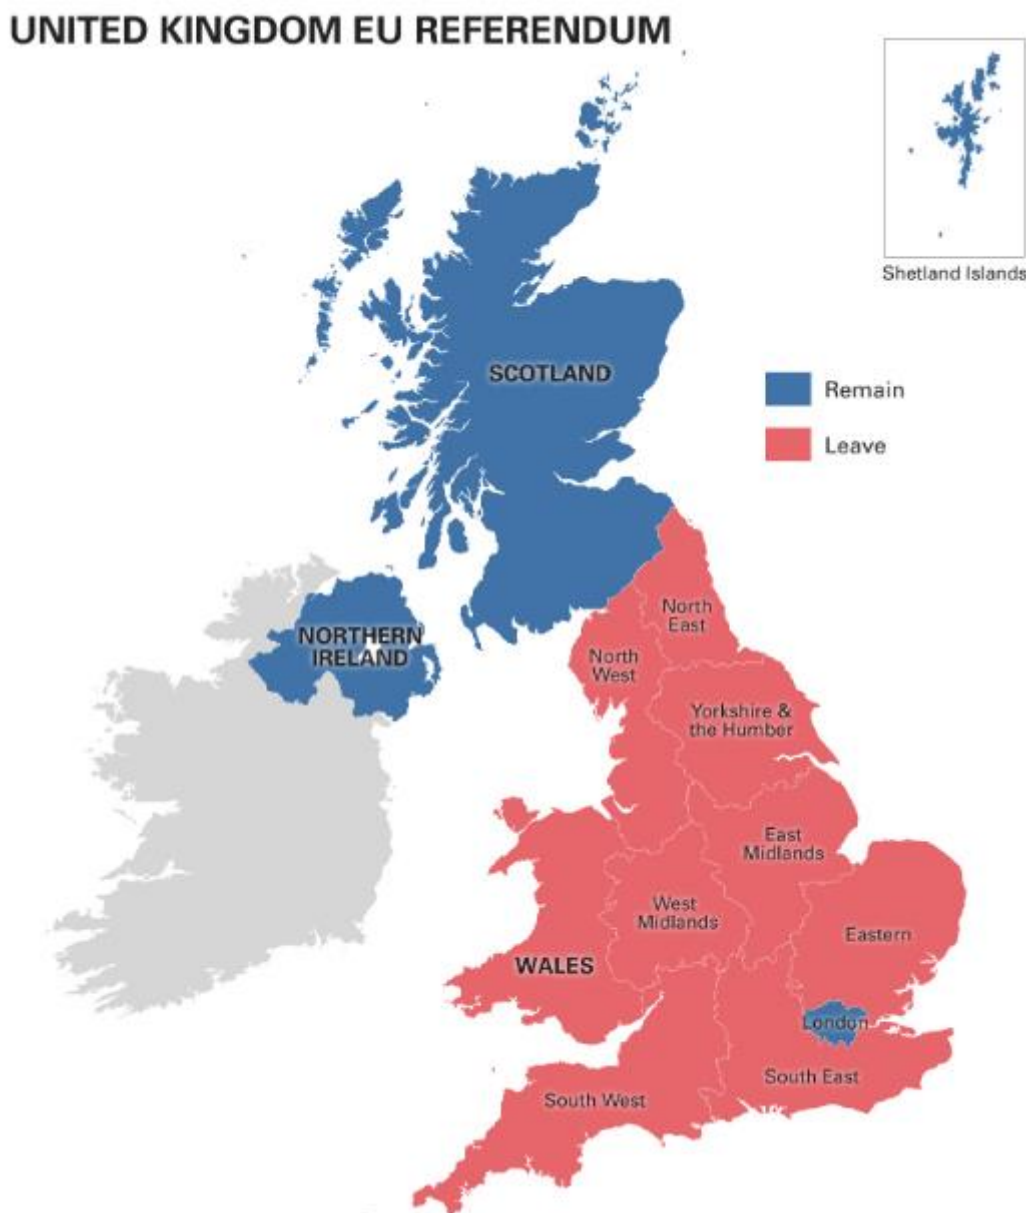 UNITED KINGDOM EU REFERENDUM
Shetland Islands
SCOTLAND
Remain
Leave
NORTHERN
IRELAND
North
East
North
West
Yorkshire &
the Humber
East
Midlands
West
Midlands
Eastern
WALES
London
South East
South West